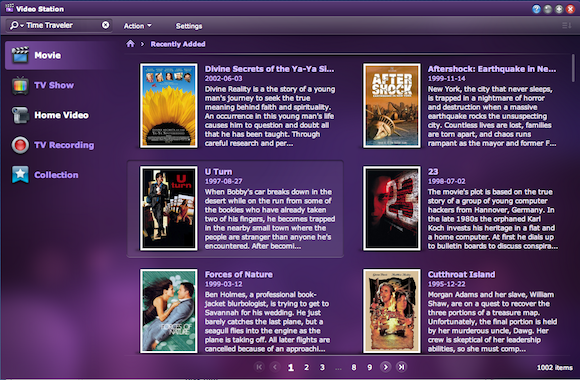 Video Station
Time Traveler
Action
Settings
Recently Added
Movie
TV Show
Home Video
TV Recording
Collection
Divine Secrets of the Ya-Ya Si...
2002-06-03
Divine Reality is a the story of a young
man's journey to seek the true
meaning behind faith and spirituality.
An occurrence in this young man's life
causes him to question and doubt all
that he has been taught. Through
careful research and per...
Aftershock: Earthquake in Ne...
1999-11-14
New York, the city that never sleeps,
is trapped in a nightmare of horror
and destruction when a massive
earthquake rocks the unsuspecting
city. Countless lives are lost, families
are torn apart, and chaos runs
rampant as the mayor and former F...
AFTER
SHOCK
U Turn
1997-08-27
When Bobby's car breaks down in the
desert while on the run from some of
the bookies who have already taken
two of his fingers, he becomes trapped
in the nearby small town where the
people are stranger than anyone he's
encountered. After becomi...
U
turn
23
1998-07-02
The movie's plot is based on the true
story of a group of young computer
hackers from Hannover, Germany. In
the late 1980s the orphaned Karl
Koch invests his heritage in a flat and
a home computer. At first he dials up
to bulletin boards to discuss conspira...
23
Forces of Nature
1999-03-12
Ben Holmes, a professional book-
jacket blurbologist, is trying to get to
Savannah for his wedding. He just
barely catches the last plane, but a
seagull flies into the engine as the
plane is taking off. All later flights are
cancelled because of an approachi...
FORCES OF
NATURE
Cutthroat Island
1995-12-22
Morgan Adams and her slave, William
Shaw, are on a quest to recover the
three portions of a treasure map.
Unfortunately, the final portion is held
by her murderous uncle, Dawg. Her
crew is skeptical of her leadership
abilities, so she must comp...
1 2 3 ... 8 9
1002 items